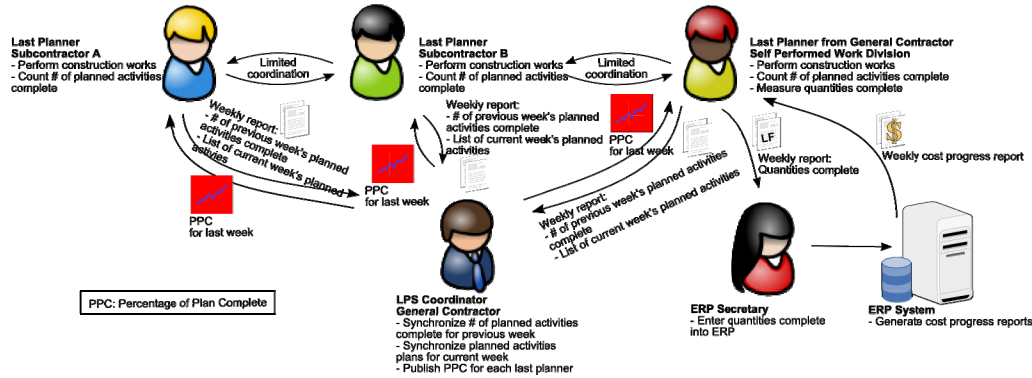 Last Planner
Subcontractor A
- Perform construction works
- Count # of planned activities
complete
Limited
coordination
Last Planner
Subcontractor B
- Perform construction works
- Count # of planned activities
complete
Limited
coordination
Last Planner from General Contractor
Self Performed Work Division
- Perform construction works
- Count # of planned activities complete
- Measure quantities complete
Weekly report:
- # of previous week's planned
activities complete
- List of current week's planned
activies
PPC
for last week
Weekly report:
- # of previous week's planned
activities complete
- List of current week's planned
activities
PPC
for last week
PPC
for last week
Weekly report:
- # of previous week's planned activities
complete
- List of current week's planned activities
LF
Weekly report:
Quantities complete
$
Weekly cost progress report
PPC: Percentage of Plan Complete
LPS Coordinator
General Contractor
- Synchronize # of planned activities
complete for previous week
- Synchronize planned activities
plans for current week
- Publish PPC for each last planner
ERP Secretary
- Enter quantities complete
into ERP
ERP System
- Generate cost progress reports